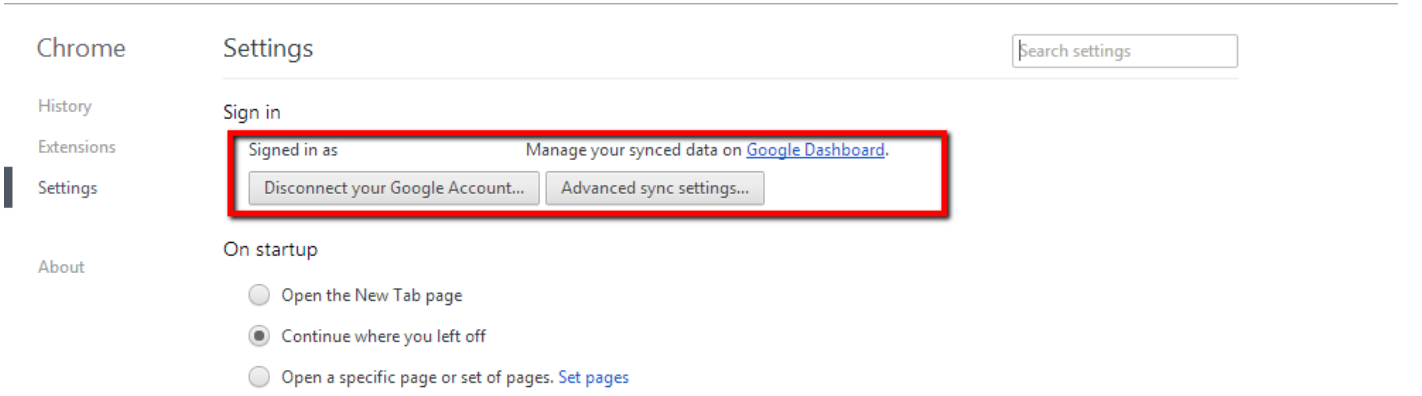 Chrome
Settings
Search settings
History
Extensions
Settings
About
Sign in
Signed in as Manage your synced data on Google Dashboard.
Disconnect your Google Account... Advanced sync settings...
On startup
Open the New Tab page
Continue where you left off
Open a specific page or set of pages. Set pages